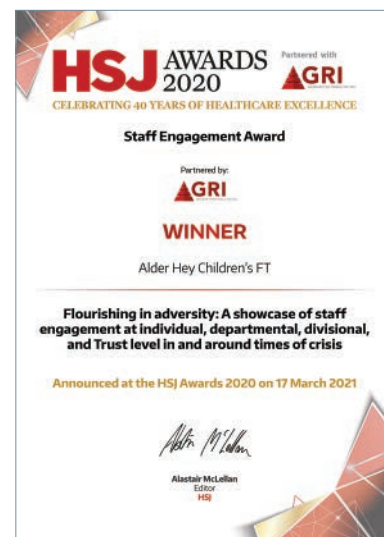 HSJ AWARDS 2020
Partnered with
AGRI
CELEBRATING 40 YEARS OF HEALTHCARE EXCELLENCE
Staff Engagement Award
Partnered by:
AGRI
WINNER
Alder Hey Children's FT
Flourishing in adversity: A showcase of staff
engagement at individual, departmental, divisional,
and Trust level in and around times of crisis
Announced at the HSJ Awards 2020 on 17 March 2021
Alastair McLellan
Editor
HSJ